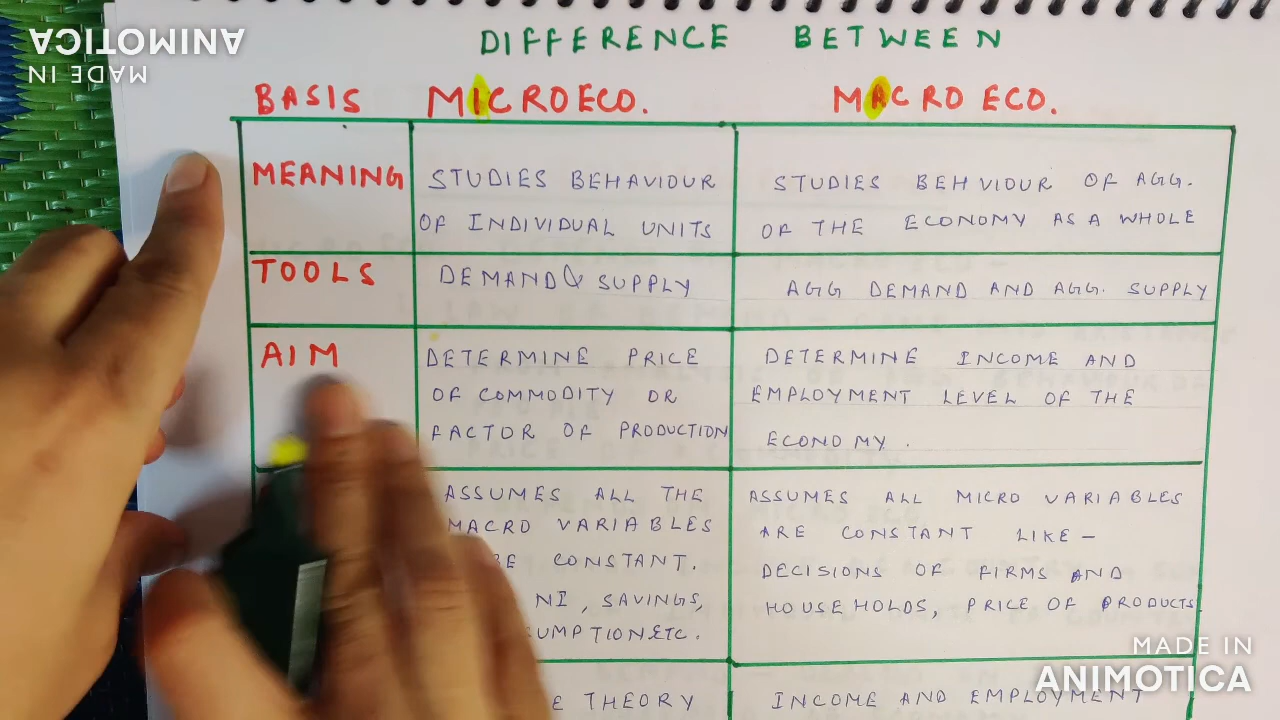 MADE IN
ANIMOTICA
DIFFERENCE BETWEEN
BASIS MICROECO. MACRO ECO.
MEANING
STUDIES BEHAVIOUR
OF INDIVIDUAL UNITS
STUDIES BEHVIOUR OF AGG.
OF THE ECONOMY AS A WHOLE
TOOLS
DEMAND & SUPPLY
AGG DEMAND AND AGG. SUPPLY
AIM
DETERMINE PRICE
OF COMMODITY OR
FACTOR OF PRODUCTION
DETERMINE INCOME AND
EMPLOYMENT LEVEL OF THE
ECONOMY.
ASSUMES ALL THE
MACRO VARIABLES
BE CONSTANT.
NI, SAVINGS,
ETC.
ASSUMES ALL MICRO VARIABLES
ARE CONSTANT LIKE -
DECISIONS OF FIRMS AND
HOUSEHOLDS, PRICE OF PRODUCTS
THEORY
INCOME AND EMPLOYMENT
MADE IN
ANIMOTICA